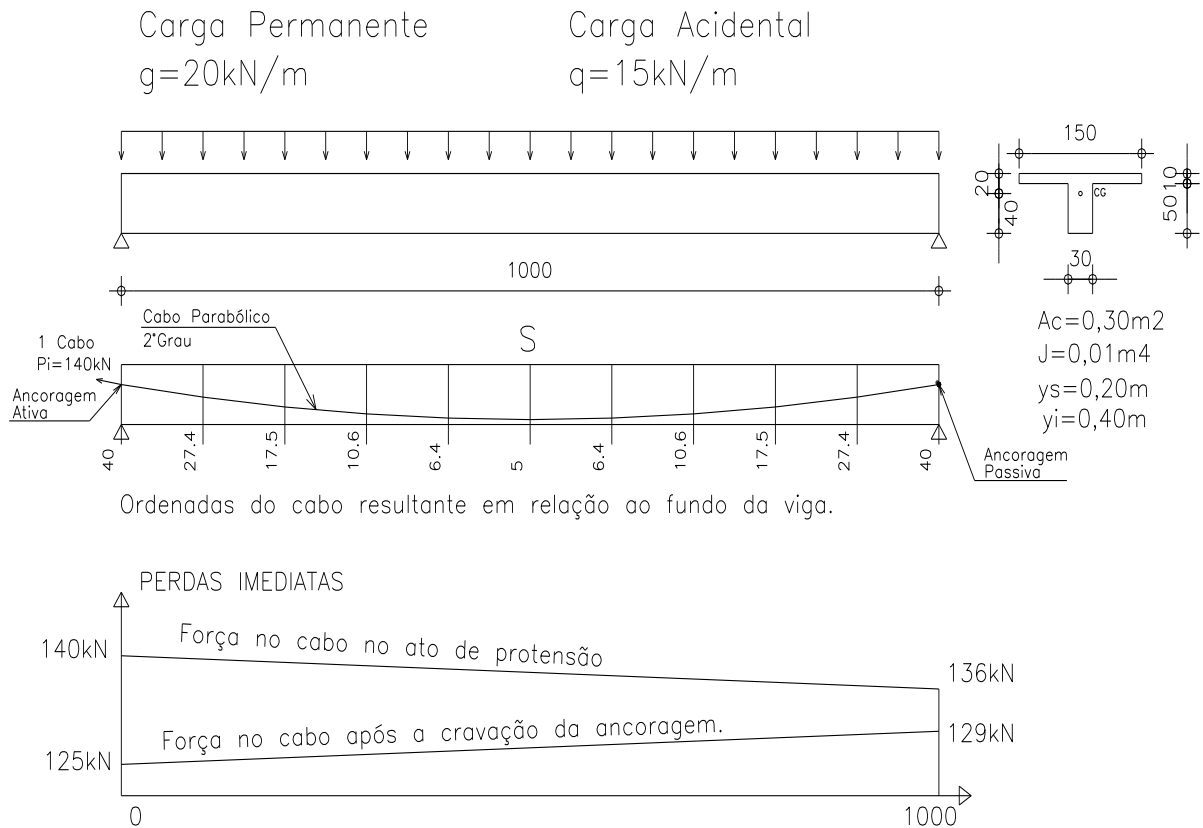 Carga Permanente
g=20kN/m
Carga Acidental
q=15kN/m
150
20
40
CG
10
50
30
Ac=0,30m2
J=0,01m4
ys=0,20m
yi=0,40m
1000
Cabo Parabólico
2°Grau
S
1 Cabo
Pi=140kN
Ancoragem
Ativa
40
27.4
17.5
10.6
6.4
5
6.4
10.6
17.5
27.4
40
Ancoragem
Passiva
Ordenadas do cabo resultante em relação ao fundo da viga.
PERDAS IMEDIATAS
Força no cabo no ato de protensão
140kN
136kN
Força no cabo após a cravação da ancoragem.
129kN
125kN
0
1000